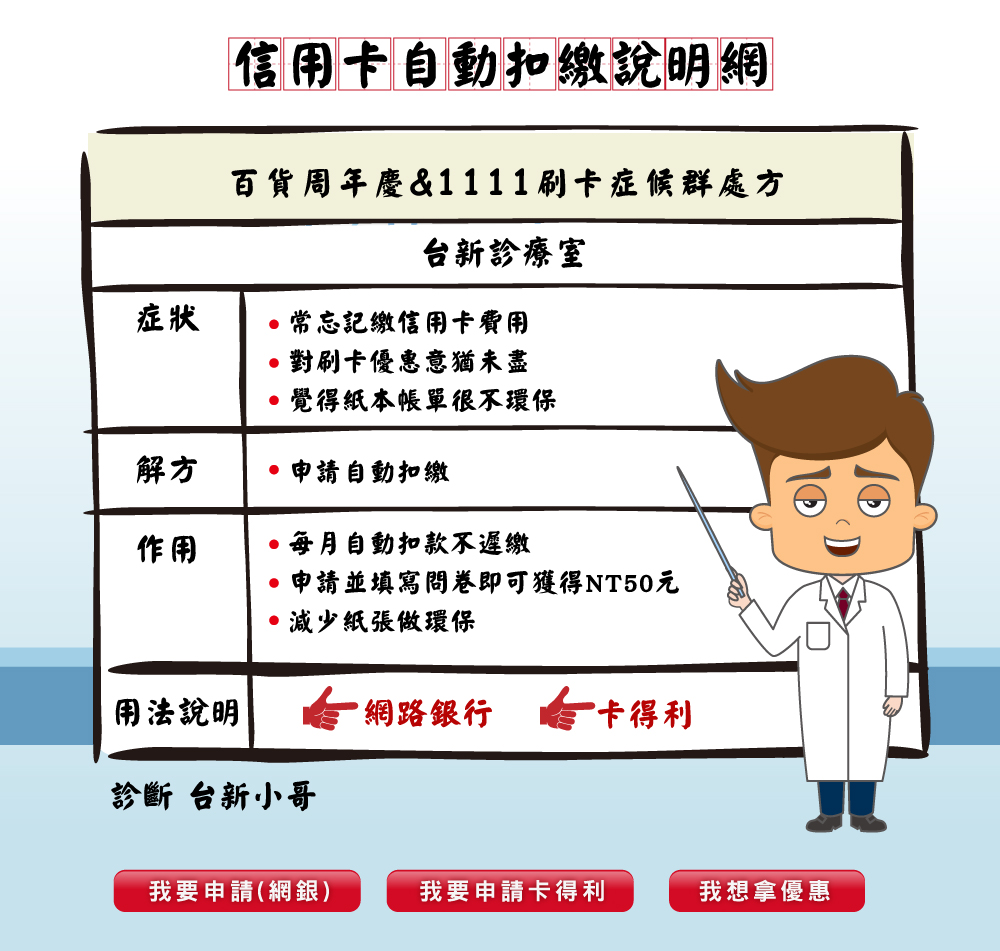 信用卡自動扣繳說明網
百貨周年慶&1111刷卡症候群處方
台新診療室
症狀
• 常忘記繳信用卡費用
• 對刷卡優惠意猶未盡
• 覺得紙本帳單很不環保
解方
• 申請自動扣繳
作用
• 每月自動扣款不遲繳
• 申請並填寫問卷即可獲得NT50元
• 減少紙張做環保
用法說明 網路銀行 卡得利
診斷 台新小哥
我要申請(網銀) 我要申請卡得利 我想拿優惠